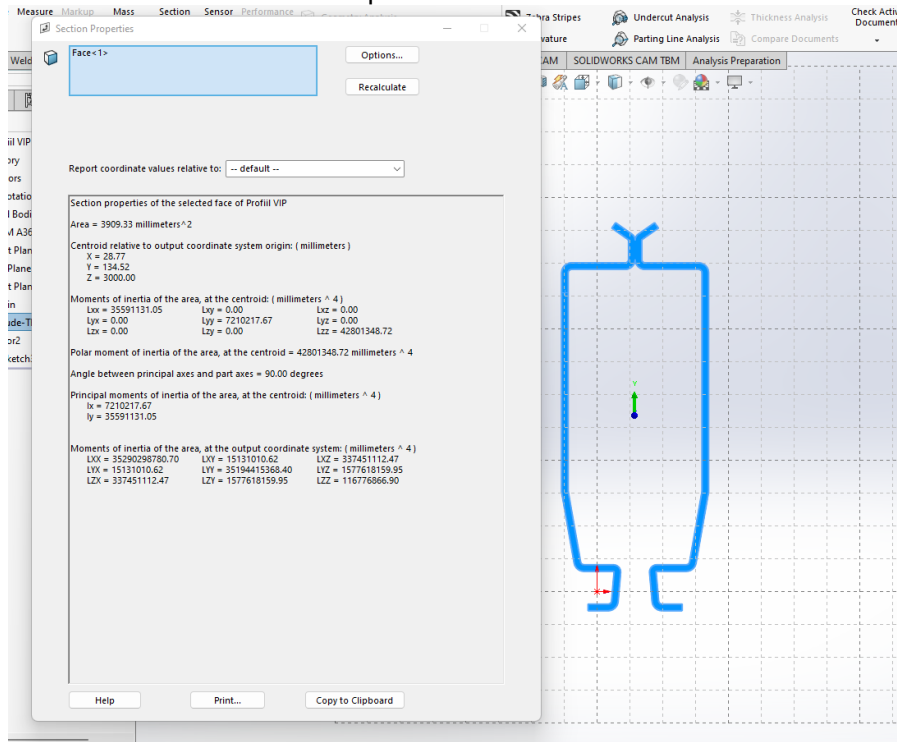 Measure Markup Mass Section Sensor Performance
Zebra Stripes Undercut Analysis Thickness Analysis Check Activ
Document
vature Parting Line Analysis Compare Documents
Section Properties
Weld
AM SOLIDWORKS CAM TBM Analysis Preparation
Face<1>
Options...
Recalculate
iil VIP
ory
ors
otatio
l Bodi
M A36
t Plan
Plane
t Plan
in
ude-Th
or2
ketch
Report coordinate values relative to: -- default --
Section properties of the selected face of Profiil VIP
Area = 3909.33 millimeters^2
Centroid relative to output coordinate system origin: ( millimeters )
X = 28.77
Y = 134.52
Z = 3000.00
Moments of inertia of the area, at the centroid: ( millimeters ^ 4 )
Lxx = 35591131.05 Lxy = 0.00 Lxz = 0.00
Lyx = 0.00 Lyy = 7210217.67 Lyz = 0.00
Lzx = 0.00 Lzy = 0.00 Lzz = 42801348.72
Polar moment of inertia of the area, at the centroid = 42801348.72 millimeters ^ 4
Angle between principal axes and part axes = 90.00 degrees
Principal moments of inertia of the area, at the centroid: ( millimeters ^ 4 )
Ix = 7210217.67
Iy = 35591131.05
Moments of inertia of the area, at the output coordinate system: ( millimeters ^ 4 )
LXX = 35290298780.70 LXY = 15131010.62 LXZ = 337451112.47
LYX = 15131010.62 LYY = 35194415368.40 LYZ = 1577618159.95
LZX = 337451112.47 LZY = 1577618159.95 LZZ = 116776866.90
Y
Help Print... Copy to Clipboard